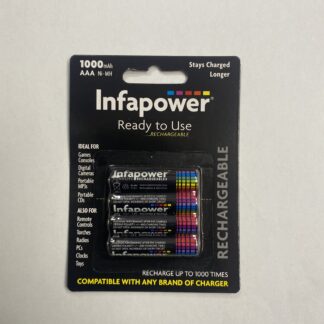 1000mAh
AAA Ni-MH
Stays Charged
Longer
Infapower®
Ready to Use
RECHARGEABLE
IDEAL FOR
Games
Consoles
Digital
Cameras
Portable
MP3s
Portable
CDs
ALSO FOR
Remote
Controls
Torches
Radios
PCs
Clocks
Toys
Infapower
RECHARGEABLE
RECHARGE UP TO 1000 TIMES
COMPATIBLE WITH ANY BRAND OF CHARGER